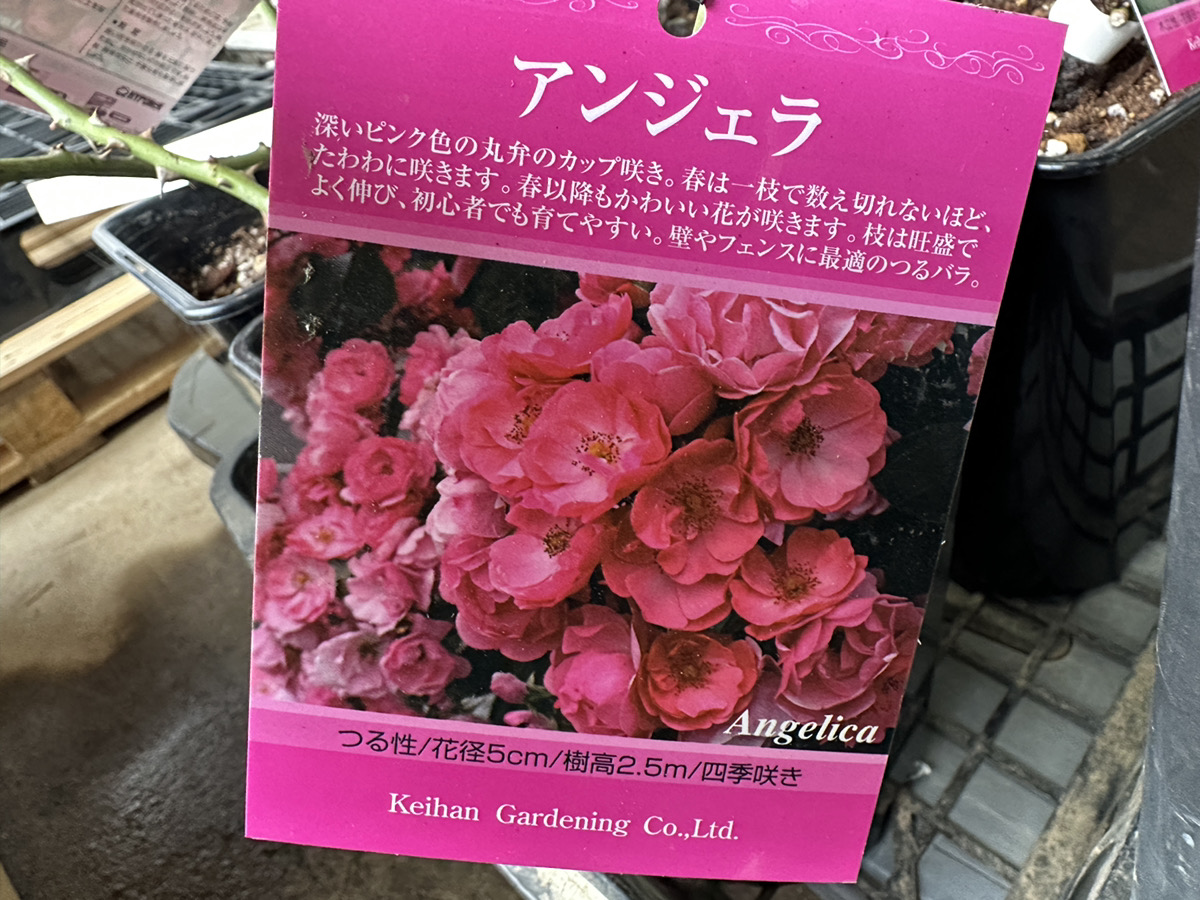 アンジェラ
深いピンク色の丸弁のカップ咲き。春は一枝で数え切れないほど、
たわわに咲きます。春以降もかわいい花が咲きます。枝は旺盛で
よく伸び、初心者でも育てやすい。壁やフェンスに最適のつるバラ。
Angelica
つる性/花径5cm/樹高2.5m/四季咲き
Keihan Gardening Co.,Ltd.